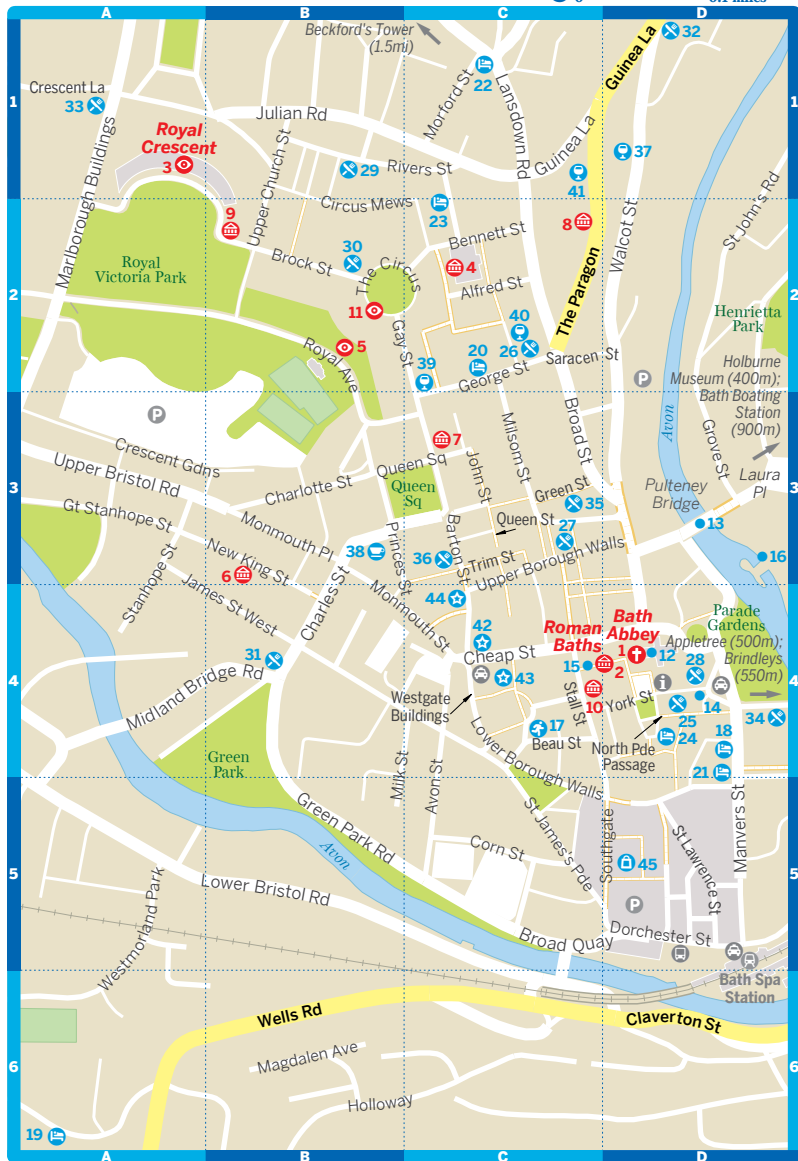 A
B
C
D
Beckford's Tower
(1.5mi)
32
Guinea La
Crescent La
33
1
Morford St
22
Lansdown Rd
1
Julian Rd
Royal
Crescent
3
Marlborough Buildings
Upper Church St
29
Rivers St
Guinea La
37
41
Circus Mews
23
9
8
St John's Rd
Bennett St
Walcot St
30
Brock St
The Circus
4
Royal
Victoria Park
2
Alfred St
The Paragon
2
11
Henrietta
Park
40
5
Royal Ave
Gay St
39
20
26
Saracen St
George St
Holburne
Museum (400m);
Bath Boating
Station
(900m)
P
P
Avon
Milsom St
Broad St
7
Crescent Gdns
Queen Sq
John St
Grove St
Upper Bristol Rd
3
Charlotte St
Queen
Sq
Green St
35
Pulteney
Bridge
Laura
Pl
3
Gt Stanhope St
Monmouth Pl
Queen St
27
13
New King St
38
Princes St
Barton St
36
Trim St
Upper Borough Walls
16
Stanhope St
6
James St West
Charles St
44
Monmouth St
42
Roman
Baths
Bath
Abbey
Parade
Gardens
Appletree (500m);
Brindleys
(550m)
Cheap St
1
12
15
2
28
31
4
43
i
4
Midland Bridge Rd
Westgate
Buildings
Stall St
10
York St
14
25
34
17
Beau St
North Pde
Passage
24
18
Lower Borough Walls
Green
Park
Milk St
Avon St
21
Green Park Rd
St James's Pde
Southgate
St Lawrence St
Manvers St
Avon
Corn St
45
5
5
Lower Bristol Rd
P
Westmorland Park
Broad Quay
Dorchester St
Bath Spa
Station
Wells Rd
Claverton St
Magdalen Ave
6
6
Holloway
19
A
B
C
D